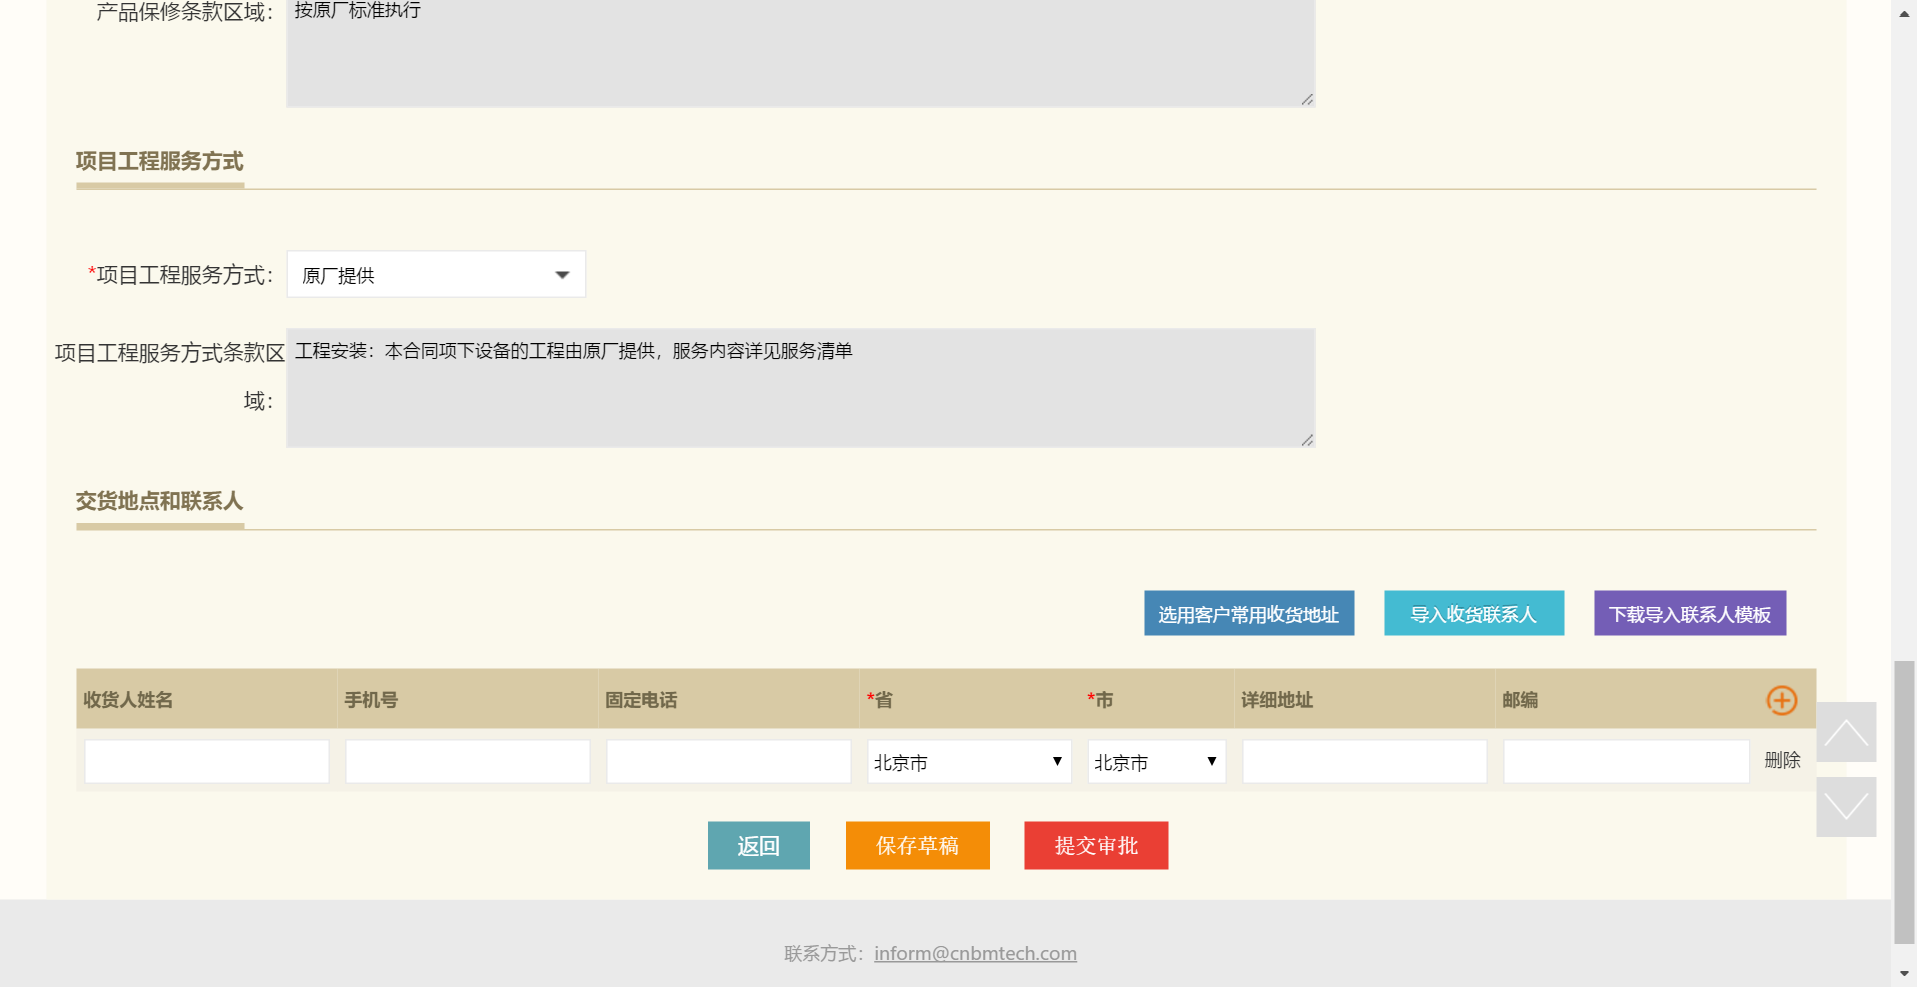 产品保修条款区域：
按原厂标准执行
项目工程服务方式
*项目工程服务方式：
原厂提供
项目工程服务方式条款区
域：
工程安装：本合同项下设备的工程由原厂提供，服务内容详见服务清单
交货地点和联系人
选用客户常用收货地址 导入收货联系人 下载导入联系人模板
收货人姓名 手机号 固定电话 *省 *市 详细地址 邮编
北京市 北京市 删除
返回 保存草稿 提交审批
联系方式：inform@cnbmtech.com